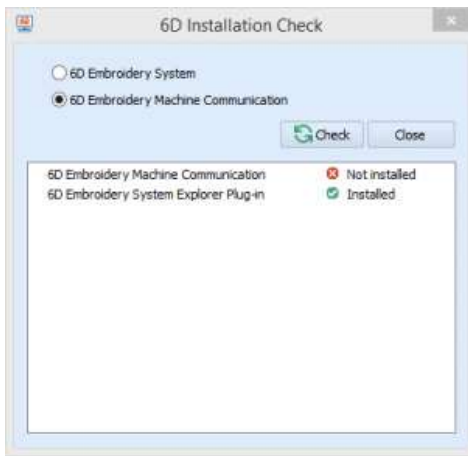 6D Installation Check
6D Embroidery System
6D Embroidery Machine Communication
Check Close
6D Embroidery Machine Communication Not installed
6D Embroidery System Explorer Plug-in Installed